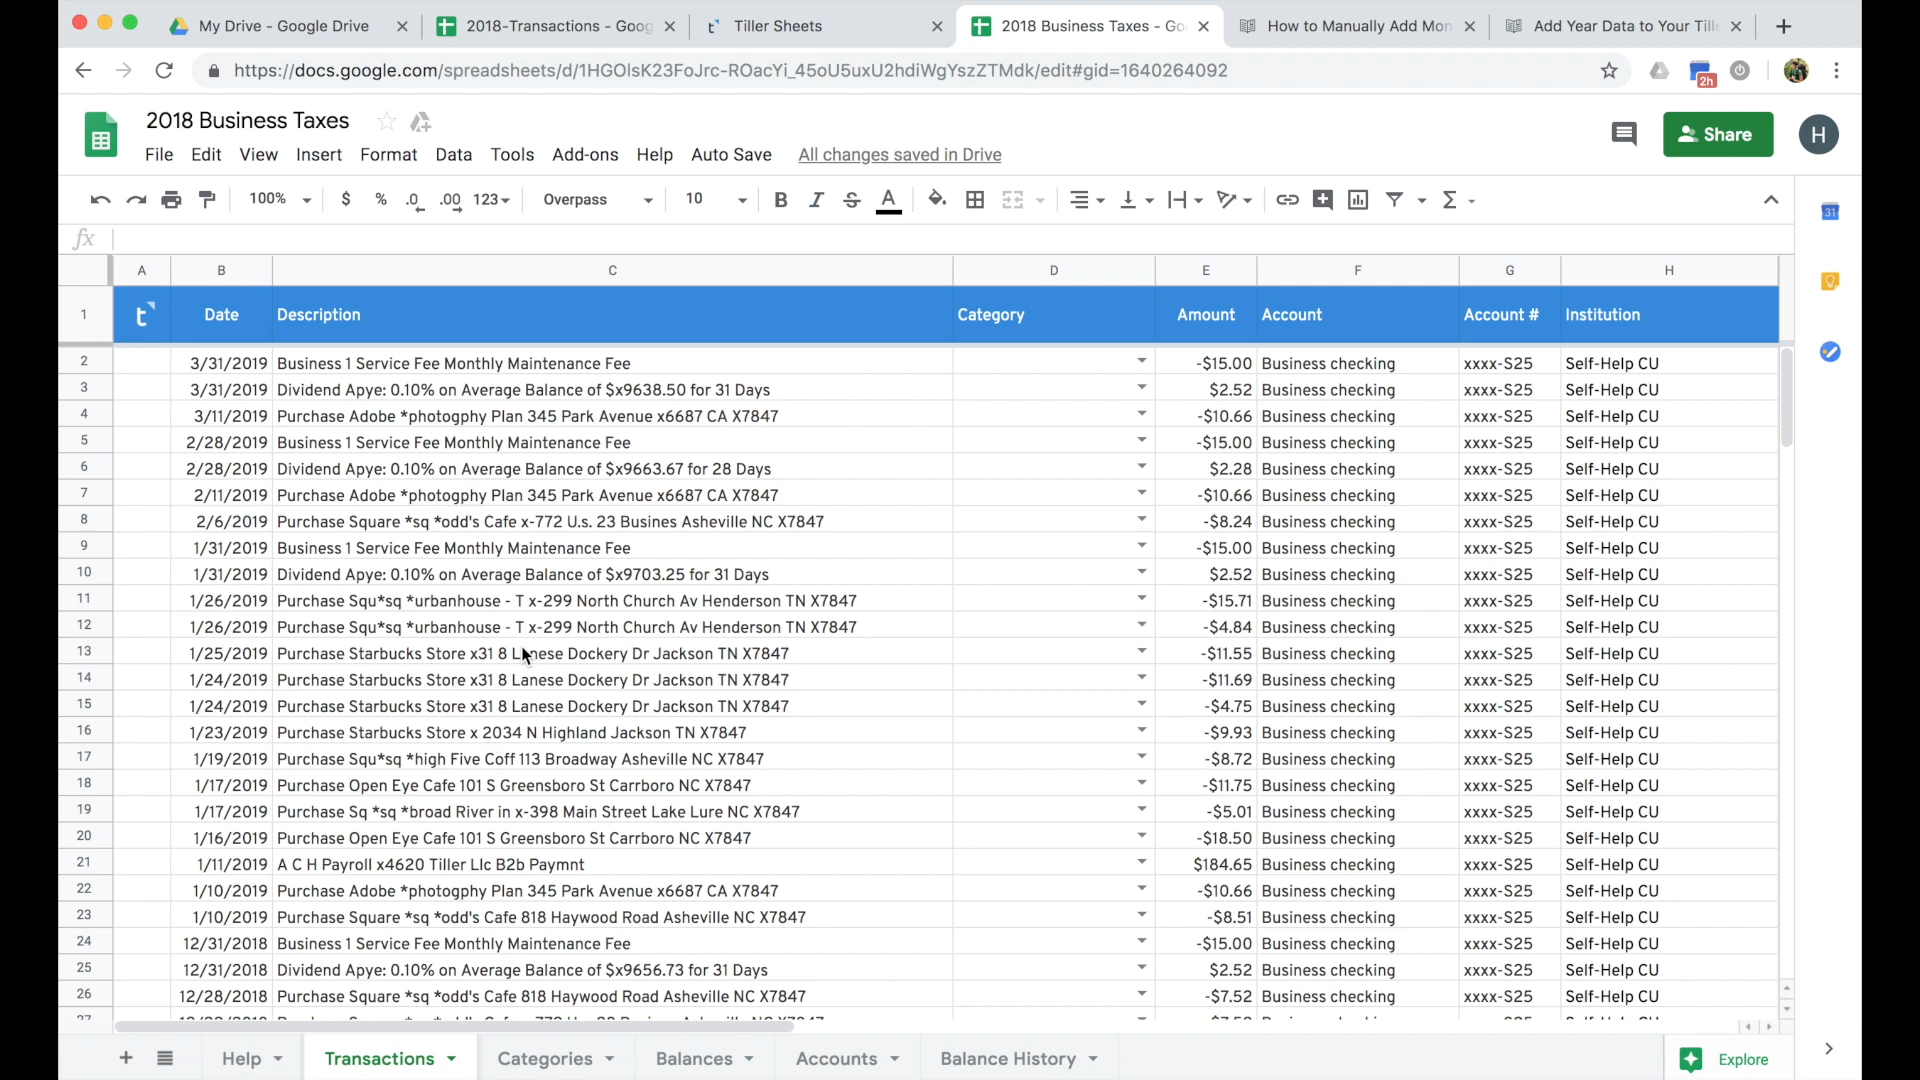 My Drive - Google Drive
2018-Transactions - Goog
Tiller Sheets
2018 Business Taxes - Go
How to Manually Add Mon
Add Year Data to Your Tille
https://docs.google.com/spreadsheets/d/1HGOlsK23FoJrc-ROacYi_45oU5uxU2hdiWgYszZTMdk/edit#gid=1640264092
2h
2018 Business Taxes
File Edit View Insert Format Data Tools Add-ons Help Auto Save All changes saved in Drive
Share
H
100% $ % .0 .00 123 Overpass 10 B I S A
31
fx
A B C D E F G H
1 t Date Description Category Amount Account Account # Institution
2 3/31/2019 Business 1 Service Fee Monthly Maintenance Fee -$15.00 Business checking xxxx-S25 Self-Help CU
3 3/31/2019 Dividend Apye: 0.10% on Average Balance of $x9638.50 for 31 Days $2.52 Business checking xxxx-S25 Self-Help CU
4 3/11/2019 Purchase Adobe *photogphy Plan 345 Park Avenue x6687 CA X7847 -$10.66 Business checking xxxx-S25 Self-Help CU
5 2/28/2019 Business 1 Service Fee Monthly Maintenance Fee -$15.00 Business checking xxxx-S25 Self-Help CU
6 2/28/2019 Dividend Apye: 0.10% on Average Balance of $x9663.67 for 28 Days $2.28 Business checking xxxx-S25 Self-Help CU
7 2/11/2019 Purchase Adobe *photogphy Plan 345 Park Avenue x6687 CA X7847 -$10.66 Business checking xxxx-S25 Self-Help CU
8 2/6/2019 Purchase Square *sq *odd's Cafe x-772 U.s. 23 Busines Asheville NC X7847 -$8.24 Business checking xxxx-S25 Self-Help CU
9 1/31/2019 Business 1 Service Fee Monthly Maintenance Fee -$15.00 Business checking xxxx-S25 Self-Help CU
10 1/31/2019 Dividend Apye: 0.10% on Average Balance of $x9703.25 for 31 Days $2.52 Business checking xxxx-S25 Self-Help CU
11 1/26/2019 Purchase Squ*sq *urbanhouse - T x-299 North Church Av Henderson TN X7847 -$15.71 Business checking xxxx-S25 Self-Help CU
12 1/26/2019 Purchase Squ*sq *urbanhouse - T x-299 North Church Av Henderson TN X7847 -$4.84 Business checking xxxx-S25 Self-Help CU
13 1/25/2019 Purchase Starbucks Store x31 8 Lanese Dockery Dr Jackson TN X7847 -$11.55 Business checking xxxx-S25 Self-Help CU
14 1/24/2019 Purchase Starbucks Store x31 8 Lanese Dockery Dr Jackson TN X7847 -$11.69 Business checking xxxx-S25 Self-Help CU
15 1/24/2019 Purchase Starbucks Store x31 8 Lanese Dockery Dr Jackson TN X7847 -$4.75 Business checking xxxx-S25 Self-Help CU
16 1/23/2019 Purchase Starbucks Store x 2034 N Highland Jackson TN X7847 -$9.93 Business checking xxxx-S25 Self-Help CU
17 1/19/2019 Purchase Squ*sq *high Five Coff 113 Broadway Asheville NC X7847 -$8.72 Business checking xxxx-S25 Self-Help CU
18 1/17/2019 Purchase Open Eye Cafe 101 S Greensboro St Carrboro NC X7847 -$11.75 Business checking xxxx-S25 Self-Help CU
19 1/17/2019 Purchase Sq *sq *broad River in x-398 Main Street Lake Lure NC X7847 -$5.01 Business checking xxxx-S25 Self-Help CU
20 1/16/2019 Purchase Open Eye Cafe 101 S Greensboro St Carrboro NC X7847 -$18.50 Business checking xxxx-S25 Self-Help CU
21 1/11/2019 A C H Payroll x4620 Tiller Llc B2b Paymnt $184.65 Business checking xxxx-S25 Self-Help CU
22 1/10/2019 Purchase Adobe *photogphy Plan 345 Park Avenue x6687 CA X7847 -$10.66 Business checking xxxx-S25 Self-Help CU
23 1/10/2019 Purchase Square *sq *odd's Cafe 818 Haywood Road Asheville NC X7847 -$8.51 Business checking xxxx-S25 Self-Help CU
24 12/31/2018 Business 1 Service Fee Monthly Maintenance Fee -$15.00 Business checking xxxx-S25 Self-Help CU
25 12/31/2018 Dividend Apye: 0.10% on Average Balance of $x9656.73 for 31 Days $2.52 Business checking xxxx-S25 Self-Help CU
26 12/28/2018 Purchase Square *sq *odd's Cafe 818 Haywood Road Asheville NC X7847 -$7.52 Business checking xxxx-S25 Self-Help CU
Help Transactions Categories Balances Accounts Balance History Explore